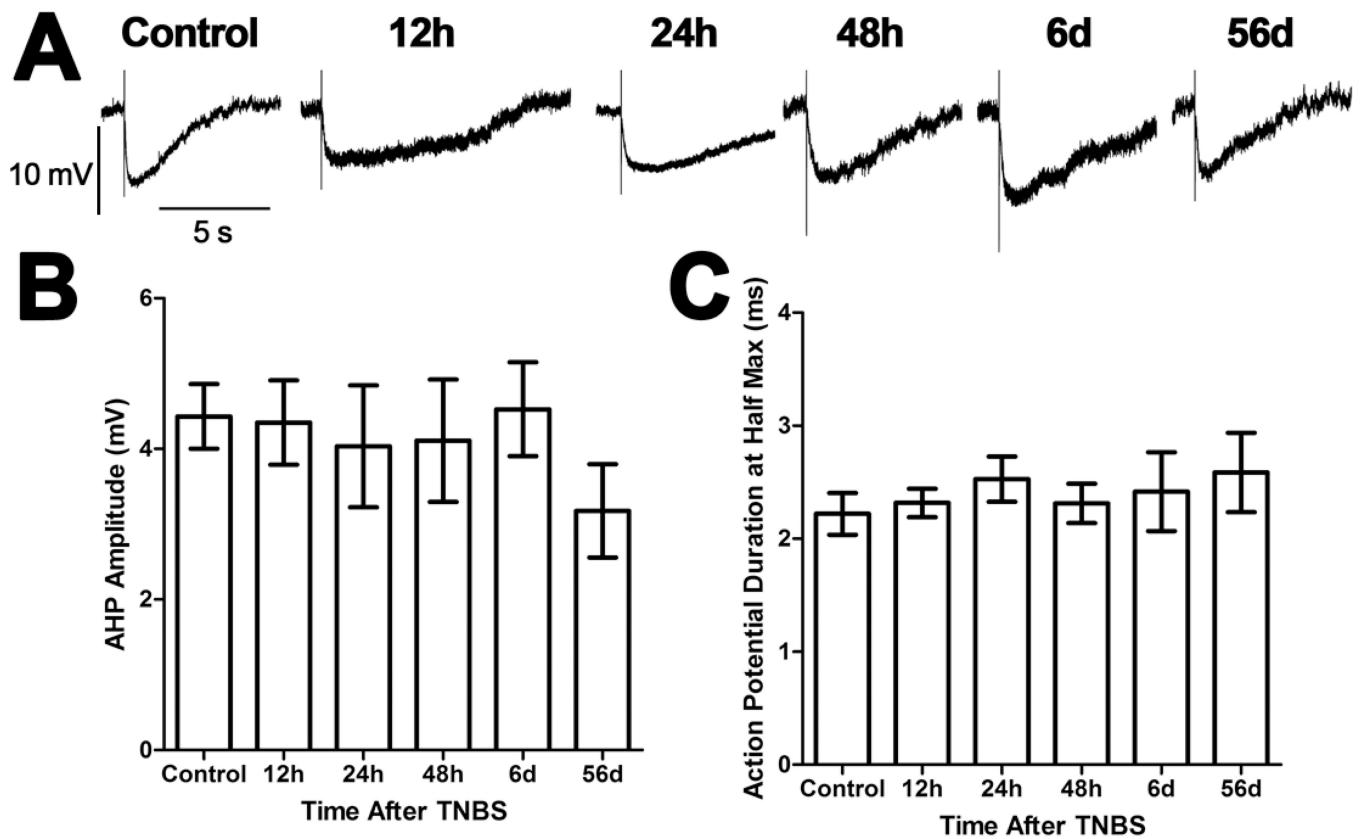 A
Control 12h 24h 48h 6d 56d
10 mV
5 s
B
AHP Amplitude (mV)
6
4
2
0
Control 12h 24h 48h 6d 56d
Time After TNBS
C
Action Potential Duration at Half Max (ms)
4
3
2
1
0
Control 12h 24h 48h 6d 56d
Time After TNBS